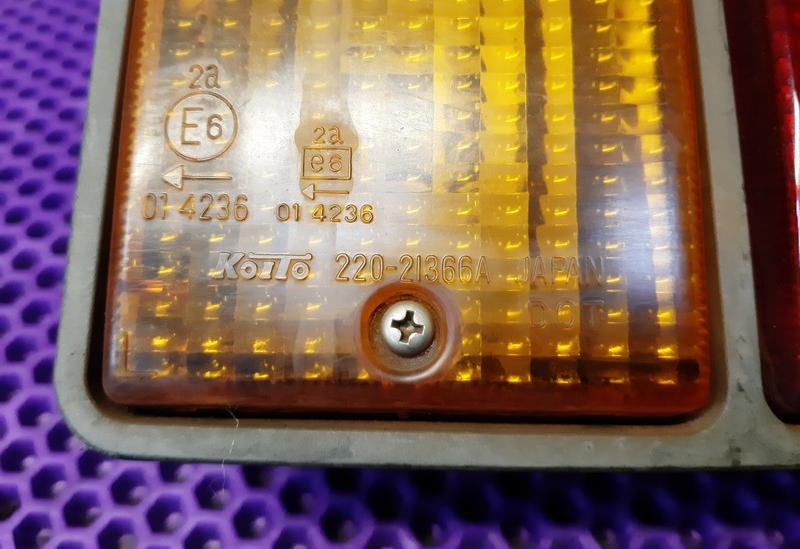 2a
E6
01 4236
2a
e6
01 4236
KOITO 220-21366A JAPAN
DOT
L